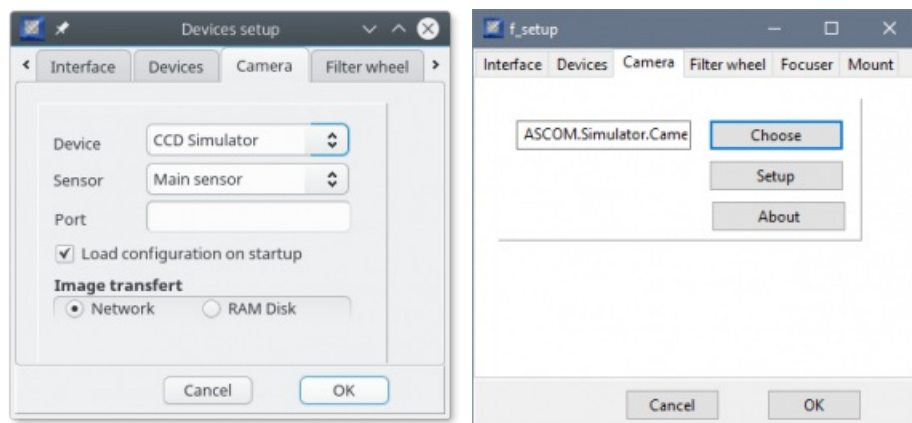 Devices setup
Interface Devices Camera Filter wheel
Device CCD Simulator
Sensor Main sensor
Port
Load configuration on startup
Image transfert
Network RAM Disk
Cancel OK
f_setup
Interface Devices Camera Filter wheel Focuser Mount
ASCOM.Simulator.Came Choose
Setup
About
Cancel OK